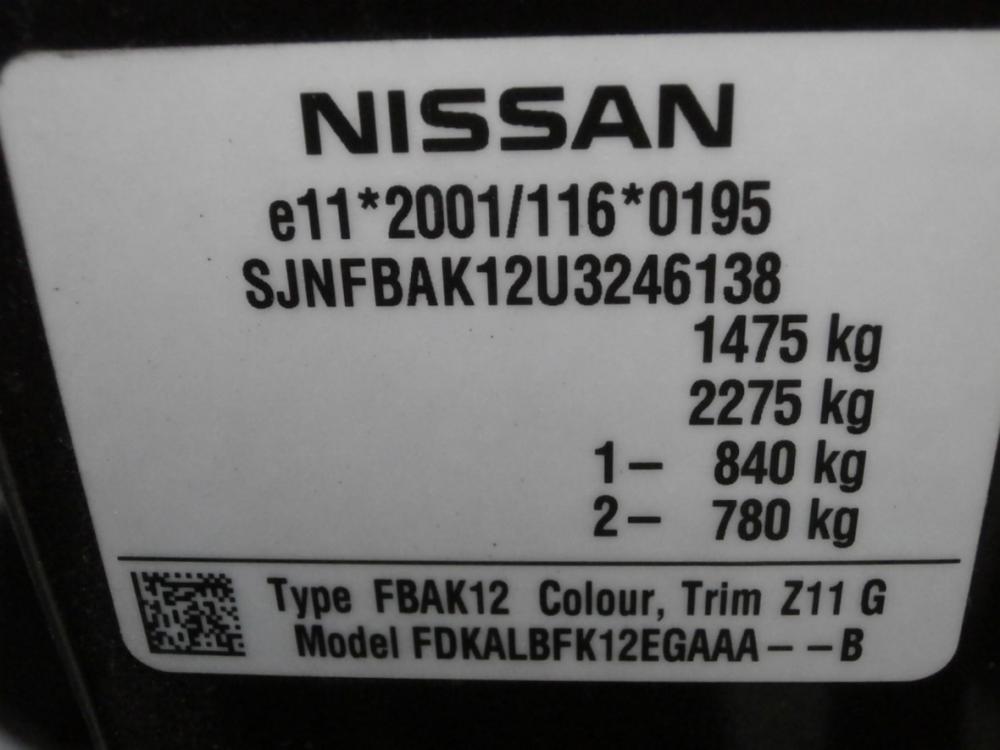 NISSAN
e11*2001/116*0195
SJNFBAK12U3246138
1475 kg
2275 kg
1– 840 kg
2– 780 kg
Type FBAK12 Colour, Trim Z11 G
Model FDKALBFK12EGAAA– –B